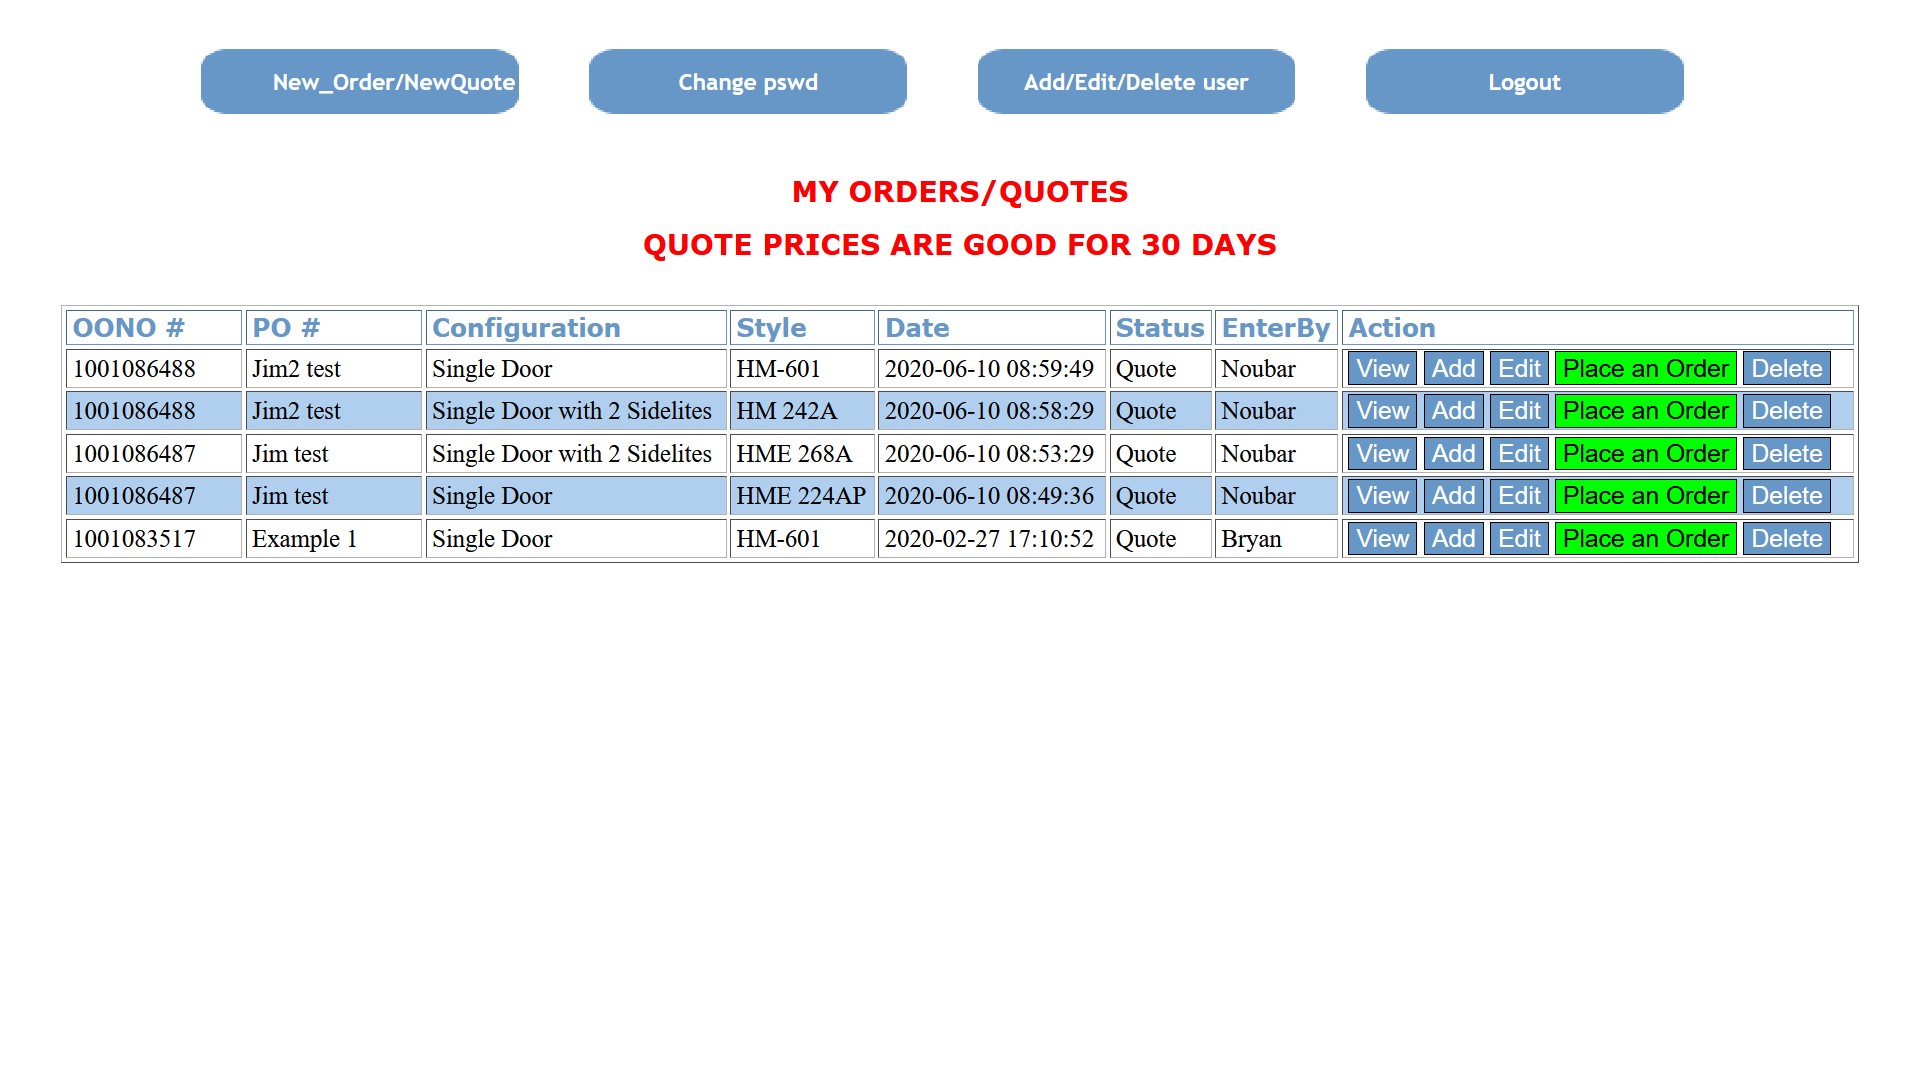 New_Order/NewQuote Change pswd Add/Edit/Delete user Logout
MY ORDERS/QUOTES
QUOTE PRICES ARE GOOD FOR 30 DAYS
OONO # PO # Configuration Style Date Status EnterBy Action
1001086488 Jim2 test Single Door HM-601 2020-06-10 08:59:49 Quote Noubar View Add Edit Place an Order Delete
1001086488 Jim2 test Single Door with 2 Sidelites HM 242A 2020-06-10 08:58:29 Quote Noubar View Add Edit Place an Order Delete
1001086487 Jim test Single Door with 2 Sidelites HME 268A 2020-06-10 08:53:29 Quote Noubar View Add Edit Place an Order Delete
1001086487 Jim test Single Door HME 224AP 2020-06-10 08:49:36 Quote Noubar View Add Edit Place an Order Delete
1001083517 Example 1 Single Door HM-601 2020-02-27 17:10:52 Quote Bryan View Add Edit Place an Order Delete